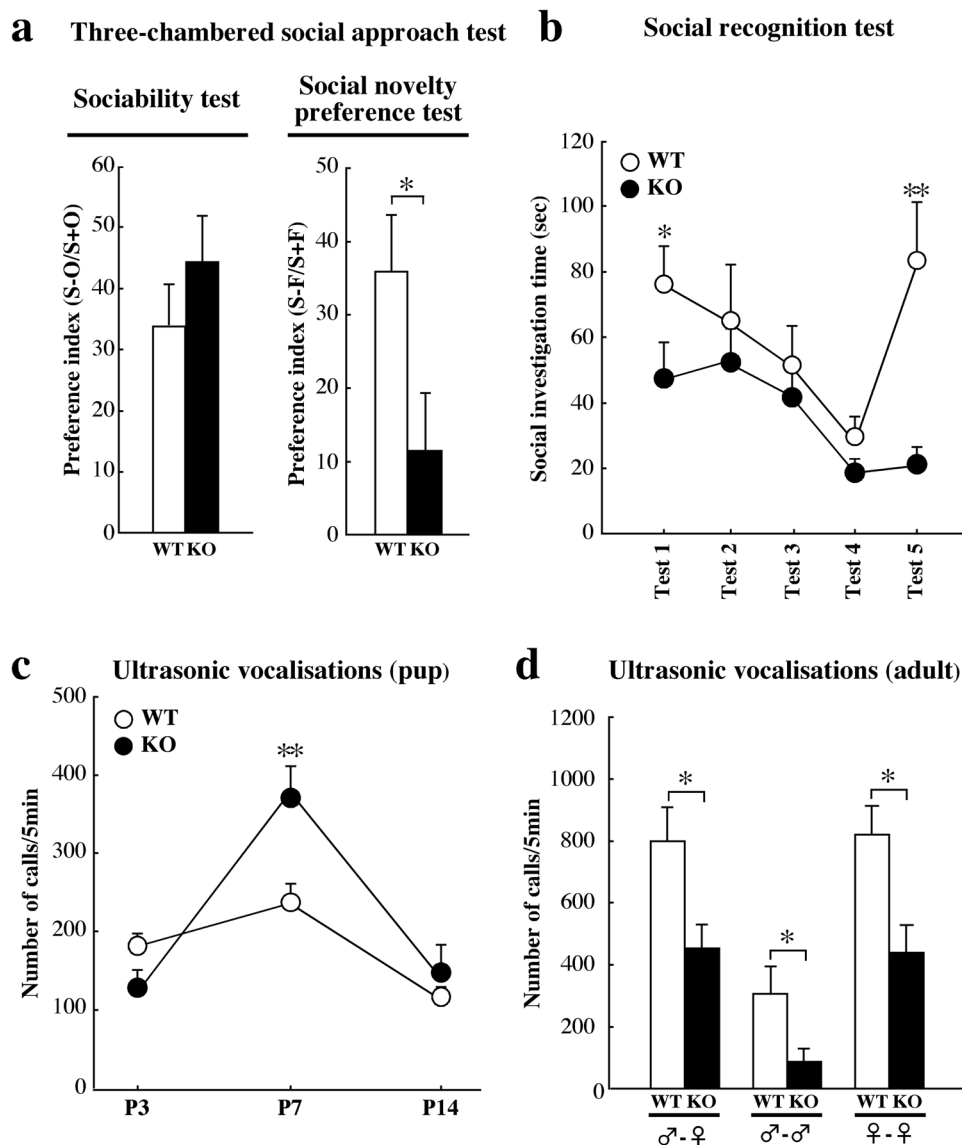 a Three-chambered social approach test
Sociability test
Social novelty
preference test
Preference index (S-O/S+O)
60
50
40
30
20
10
0
WT KO
Preference index (S-F/S+F)
50
40
30
20
10
0
*
WT KO
b Social recognition test
Social investigation time (sec)
120
100
80
60
40
20
0
WT
KO
*
**
Test 1
Test 2
Test 3
Test 4
Test 5
c Ultrasonic vocalisations (pup)
Number of calls/5min
500
400
300
200
100
0
WT
KO
**
P3
P7
P14
d Ultrasonic vocalisations (adult)
Number of calls/5min
1200
1000
800
600
400
200
0
*
*
*
WT KO WT KO WT KO
♂-♀ ♂-♂ ♀-♀